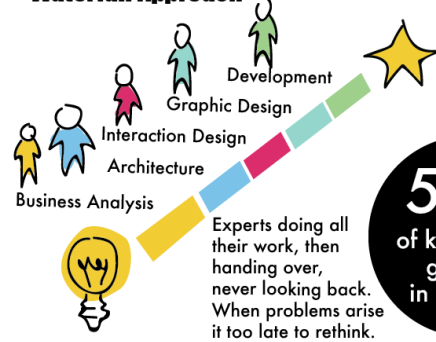 Development
Graphic Design
Interaction Design
Architecture
Business Analysis
Experts doing all
their work, then
handing over,
never looking back.
When problems arise
it too late to rethink.
5
of k
g
in